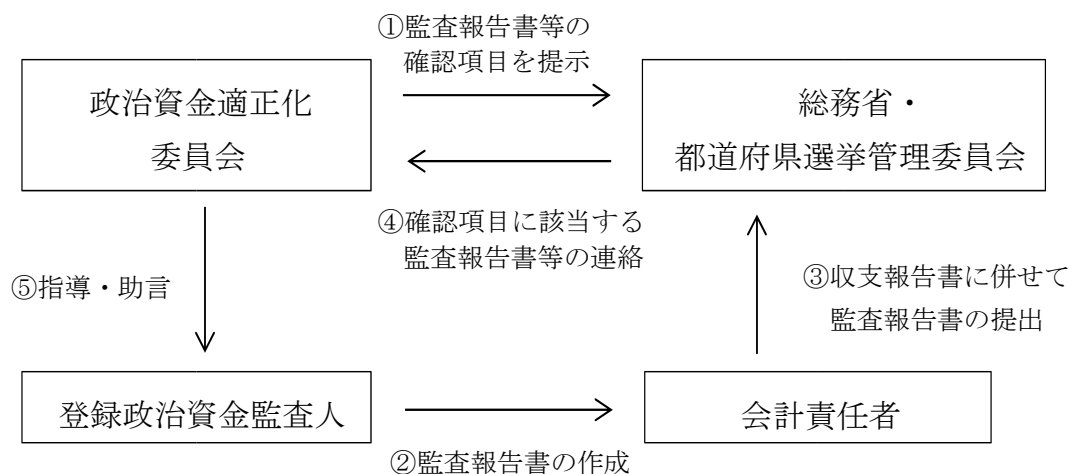 ①監査報告書等の
確認項目を提示
政治資金適正化
委員会
総務省・
都道府県選挙管理委員会
④確認項目に該当する
監査報告書等の連絡
⑤指導・助言
③収支報告書に併せて
監査報告書の提出
登録政治資金監査人
会計責任者
②監査報告書の作成